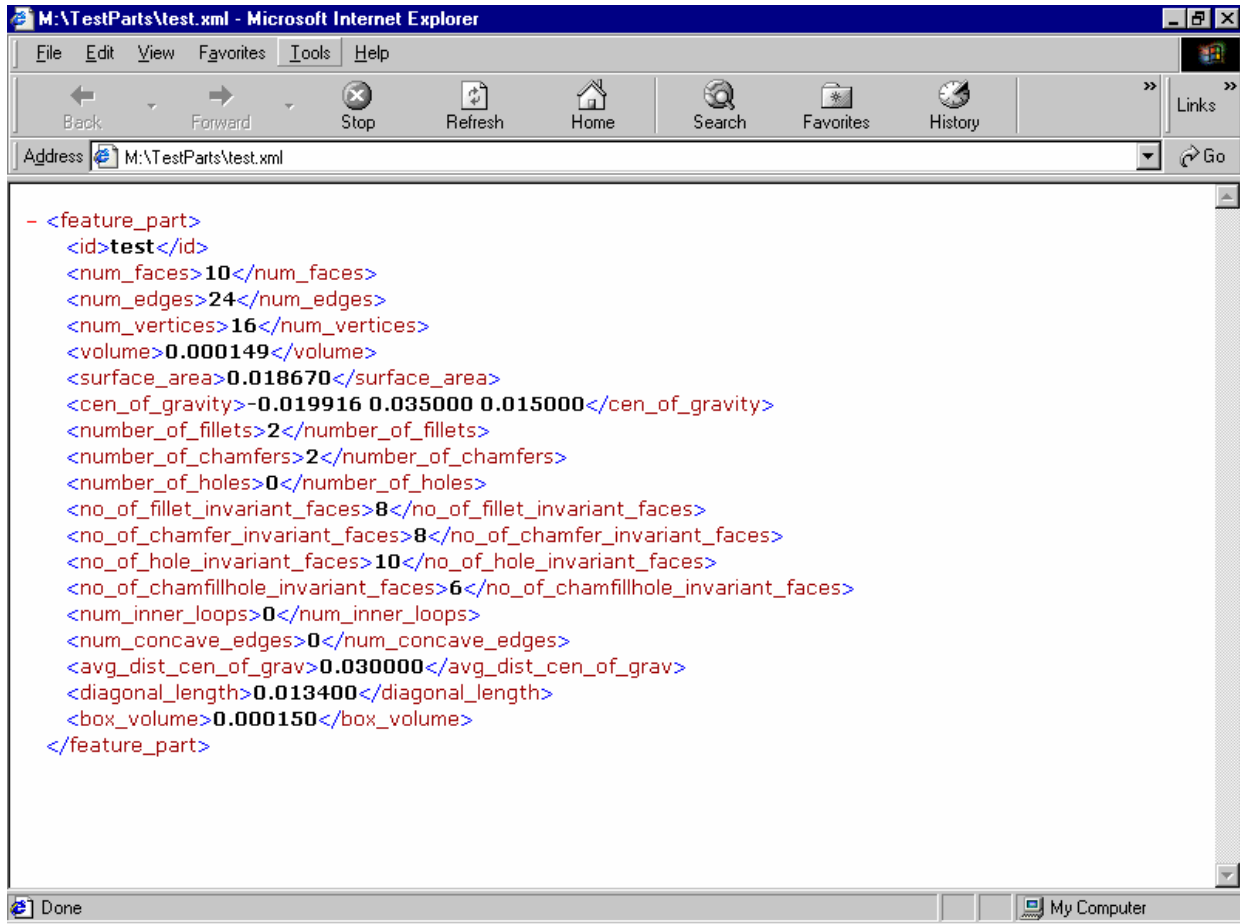 M:\TestParts\test.xml - Microsoft Internet Explorer
File Edit View Favorites Tools Help
Back Forward Stop Refresh Home Search Favorites History » Links »
Address M:\TestParts\test.xml Go
- <feature_part>
<id>test</id>
<num_faces>10</num_faces>
<num_edges>24</num_edges>
<num_vertices>16</num_vertices>
<volume>0.000149</volume>
<surface_area>0.018670</surface_area>
<cen_of_gravity>-0.019916 0.035000 0.015000</cen_of_gravity>
<number_of_fillets>2</number_of_fillets>
<number_of_chamfers>2</number_of_chamfers>
<number_of_holes>0</number_of_holes>
<no_of_fillet_invariant_faces>8</no_of_fillet_invariant_faces>
<no_of_chamfer_invariant_faces>8</no_of_chamfer_invariant_faces>
<no_of_hole_invariant_faces>10</no_of_hole_invariant_faces>
<no_of_chamfillhole_invariant_faces>6</no_of_chamfillhole_invariant_faces>
<num_inner_loops>0</num_inner_loops>
<num_concave_edges>0</num_concave_edges>
<avg_dist_cen_of_grav>0.030000</avg_dist_cen_of_grav>
<diagonal_length>0.013400</diagonal_length>
<box_volume>0.000150</box_volume>
</feature_part>
Done My Computer